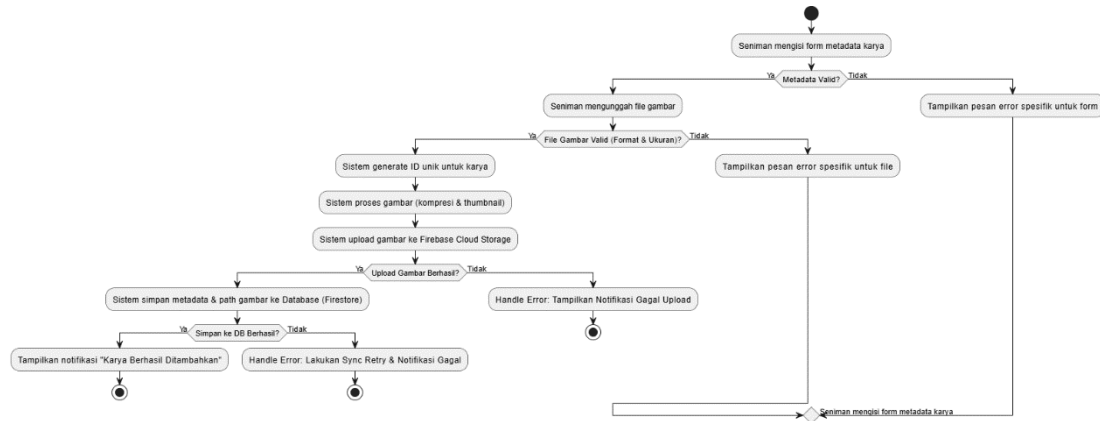 Seniman mengisi form metadata karya
Ya
Metadata Valid?
Tidak
Seniman mengunggah file gambar
Tampilkan pesan error spesifik untuk form
Ya
File Gambar Valid (Format & Ukuran)?
Tidak
Sistem generate ID unik untuk karya
Tampilkan pesan error spesifik untuk file
Sistem proses gambar (kompresi & thumbnail)
Sistem upload gambar ke Firebase Cloud Storage
Ya
Upload Gambar Berhasil?
Tidak
Sistem simpan metadata & path gambar ke Database (Firestore)
Handle Error: Tampilkan Notifikasi Gagal Upload
Ya
Simpan ke DB Berhasil?
Tidak
Tampilkan notifikasi "Karya Berhasil Ditambahkan"
Handle Error: Lakukan Sync Retry & Notifikasi Gagal
Seniman mengisi form metadata karya